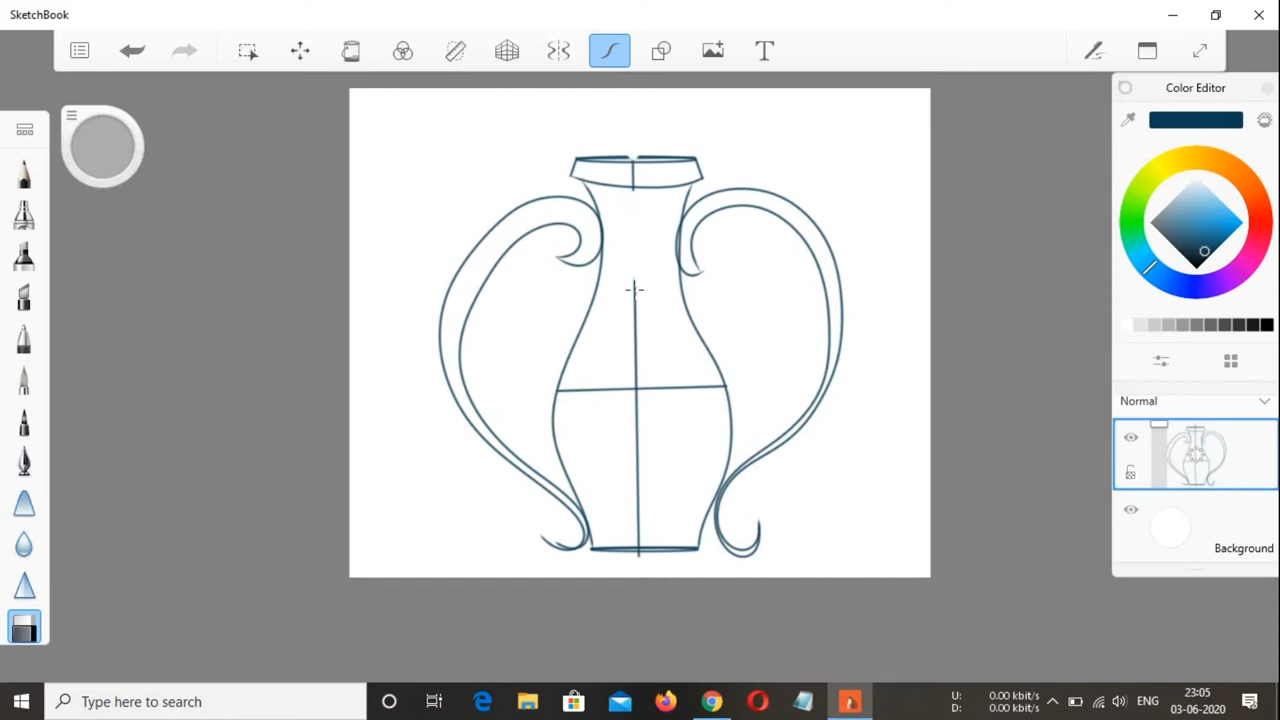 SketchBook
T
Color Editor
Normal
Background
Type here to search
U: 0.00 kbit/s
D: 0.00 kbit/s
ENG
23:05
03-06-2020